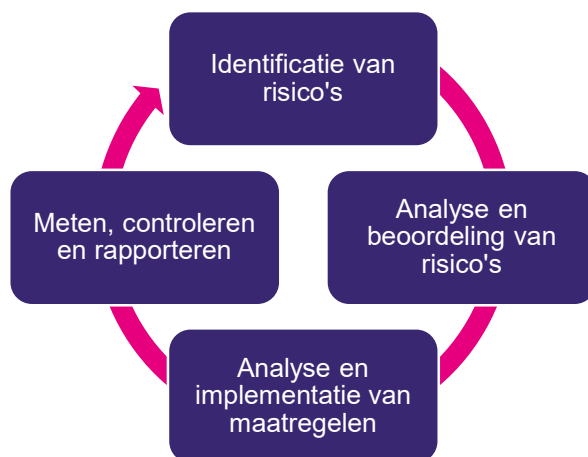 Identificatie van
risico's
Analyse en
beoordeling van
risico's
Analyse en
implementatie van
maatregelen
Meten, controleren
en rapporteren